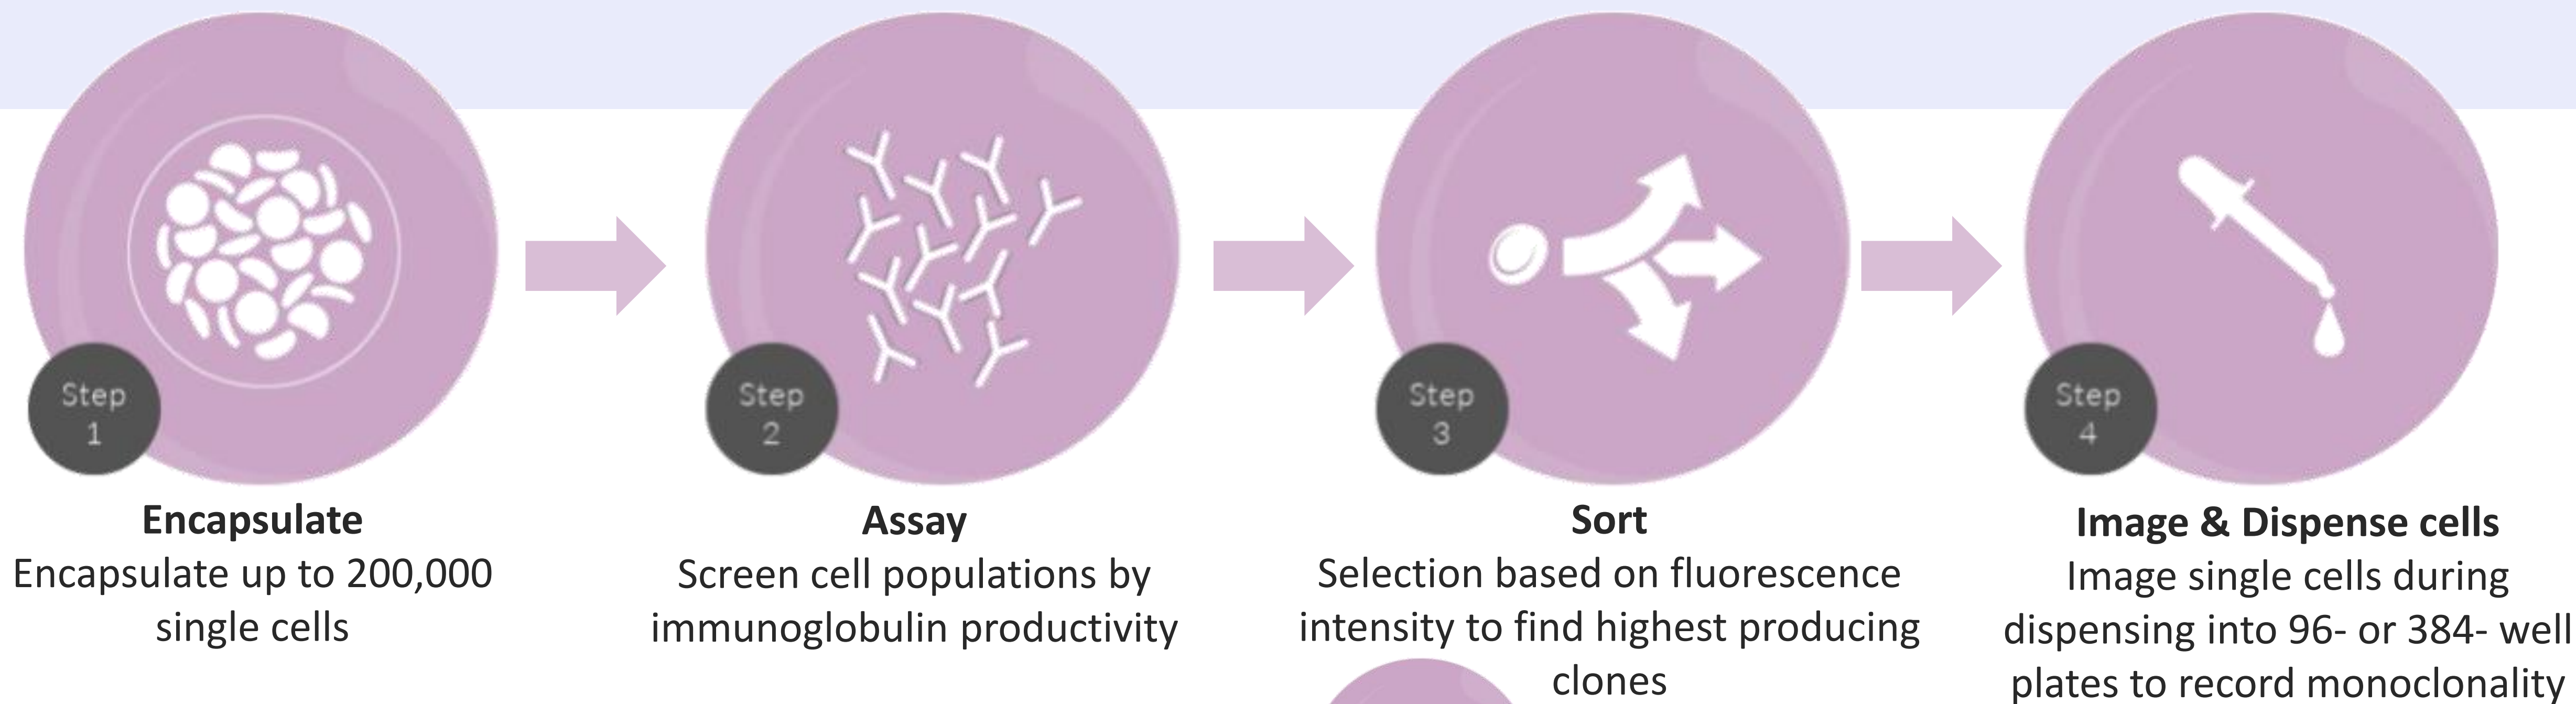 Step
1
Encapsulate
Encapsulate up to 200,000
single cells
Step
2
Assay
Screen cell populations by
immunoglobulin productivity
Step
3
Sort
Selection based on fluorescence
intensity to find highest producing
clones
Step
4
Image & Dispense cells
Image single cells during
dispensing into 96- or 384- well
plates to record monoclonality